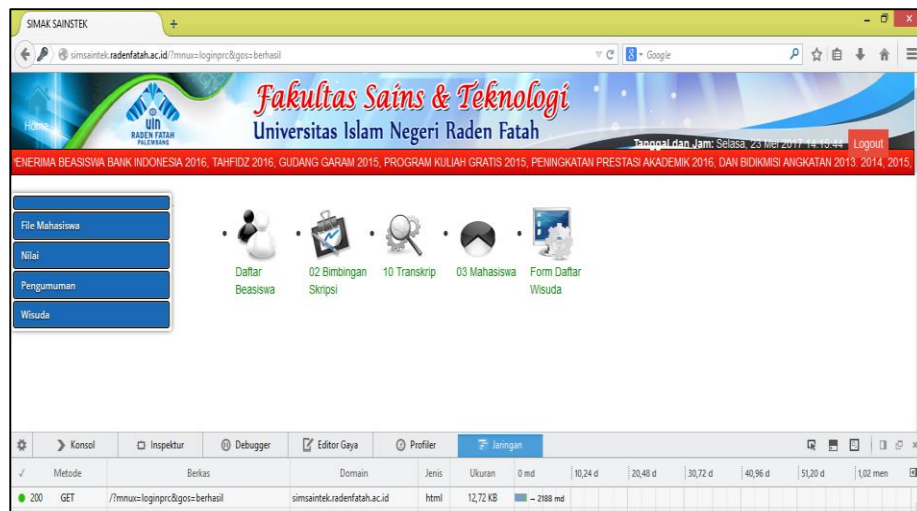 SIMAK SAINSTEK
simsaintek.radenfatah.ac.id/?mnux=loginprc&gos=berhasil
Google
Home
uin
RADEN FATAH
PALEMBANG
Fakultas Sains & Teknologi
Universitas Islam Negeri Raden Fatah
Tanggal dan Jam: Selasa, 23 Mei 2017 14:15:44
Logout
PENERIMA BEASISWA BANK INDONESIA 2016, TAHFIDZ 2016, GUDANG GARAM 2015, PROGRAM KULIAH GRATIS 2015, PENINGKATAN PRESTASI AKADEMIK 2016, DAN BIDIKMISI ANGKATAN 2013, 2014, 2015,
File Mahasiswa
Nilai
Pengumuman
Wisuda
Daftar
Beasiswa
02 Bimbingan
Skripsi
10 Transkrip
03 Mahasiswa
Form Daftar
Wisuda
Konsol Inspektur Debugger Editor Gaya Profiler Jaringan
Metode Berkas Domain Jenis Ukuran 0 md 10,24 d 20,48 d 30,72 d 40,96 d 51,20 d 1,02 men
200 GET /?mnux=loginprc&gos=berhasil simsaintek.radenfatah.ac.id html 12,72 KB → 2188 md